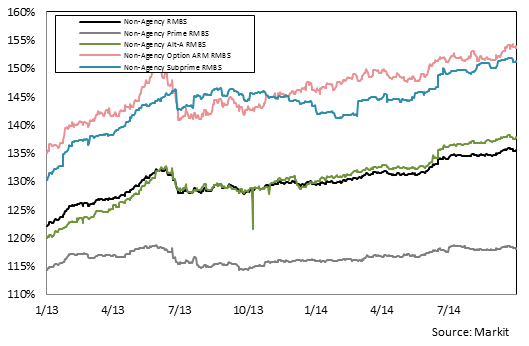 160%
155%
150%
145%
140%
135%
130%
125%
120%
115%
110%
Non-Agency RMBS
Non-Agency Prime RMBS
Non-Agency Alt-A RMBS
Non-Agency Option ARM RMBS
Non-Agency Subprime RMBS
1/13 4/13 7/13 10/13 1/14 4/14 7/14
Source: Markit